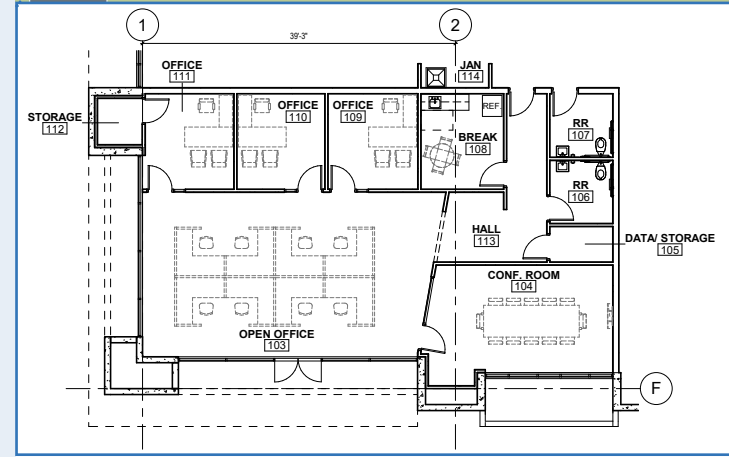 1
2
39'-3"
OFFICE
111
JAN
114
STORAGE
112
OFFICE
110
OFFICE
109
REF.
BREAK
108
RR
107
RR
106
HALL
113
DATA/ STORAGE
105
CONF. ROOM
104
OPEN OFFICE
103
F